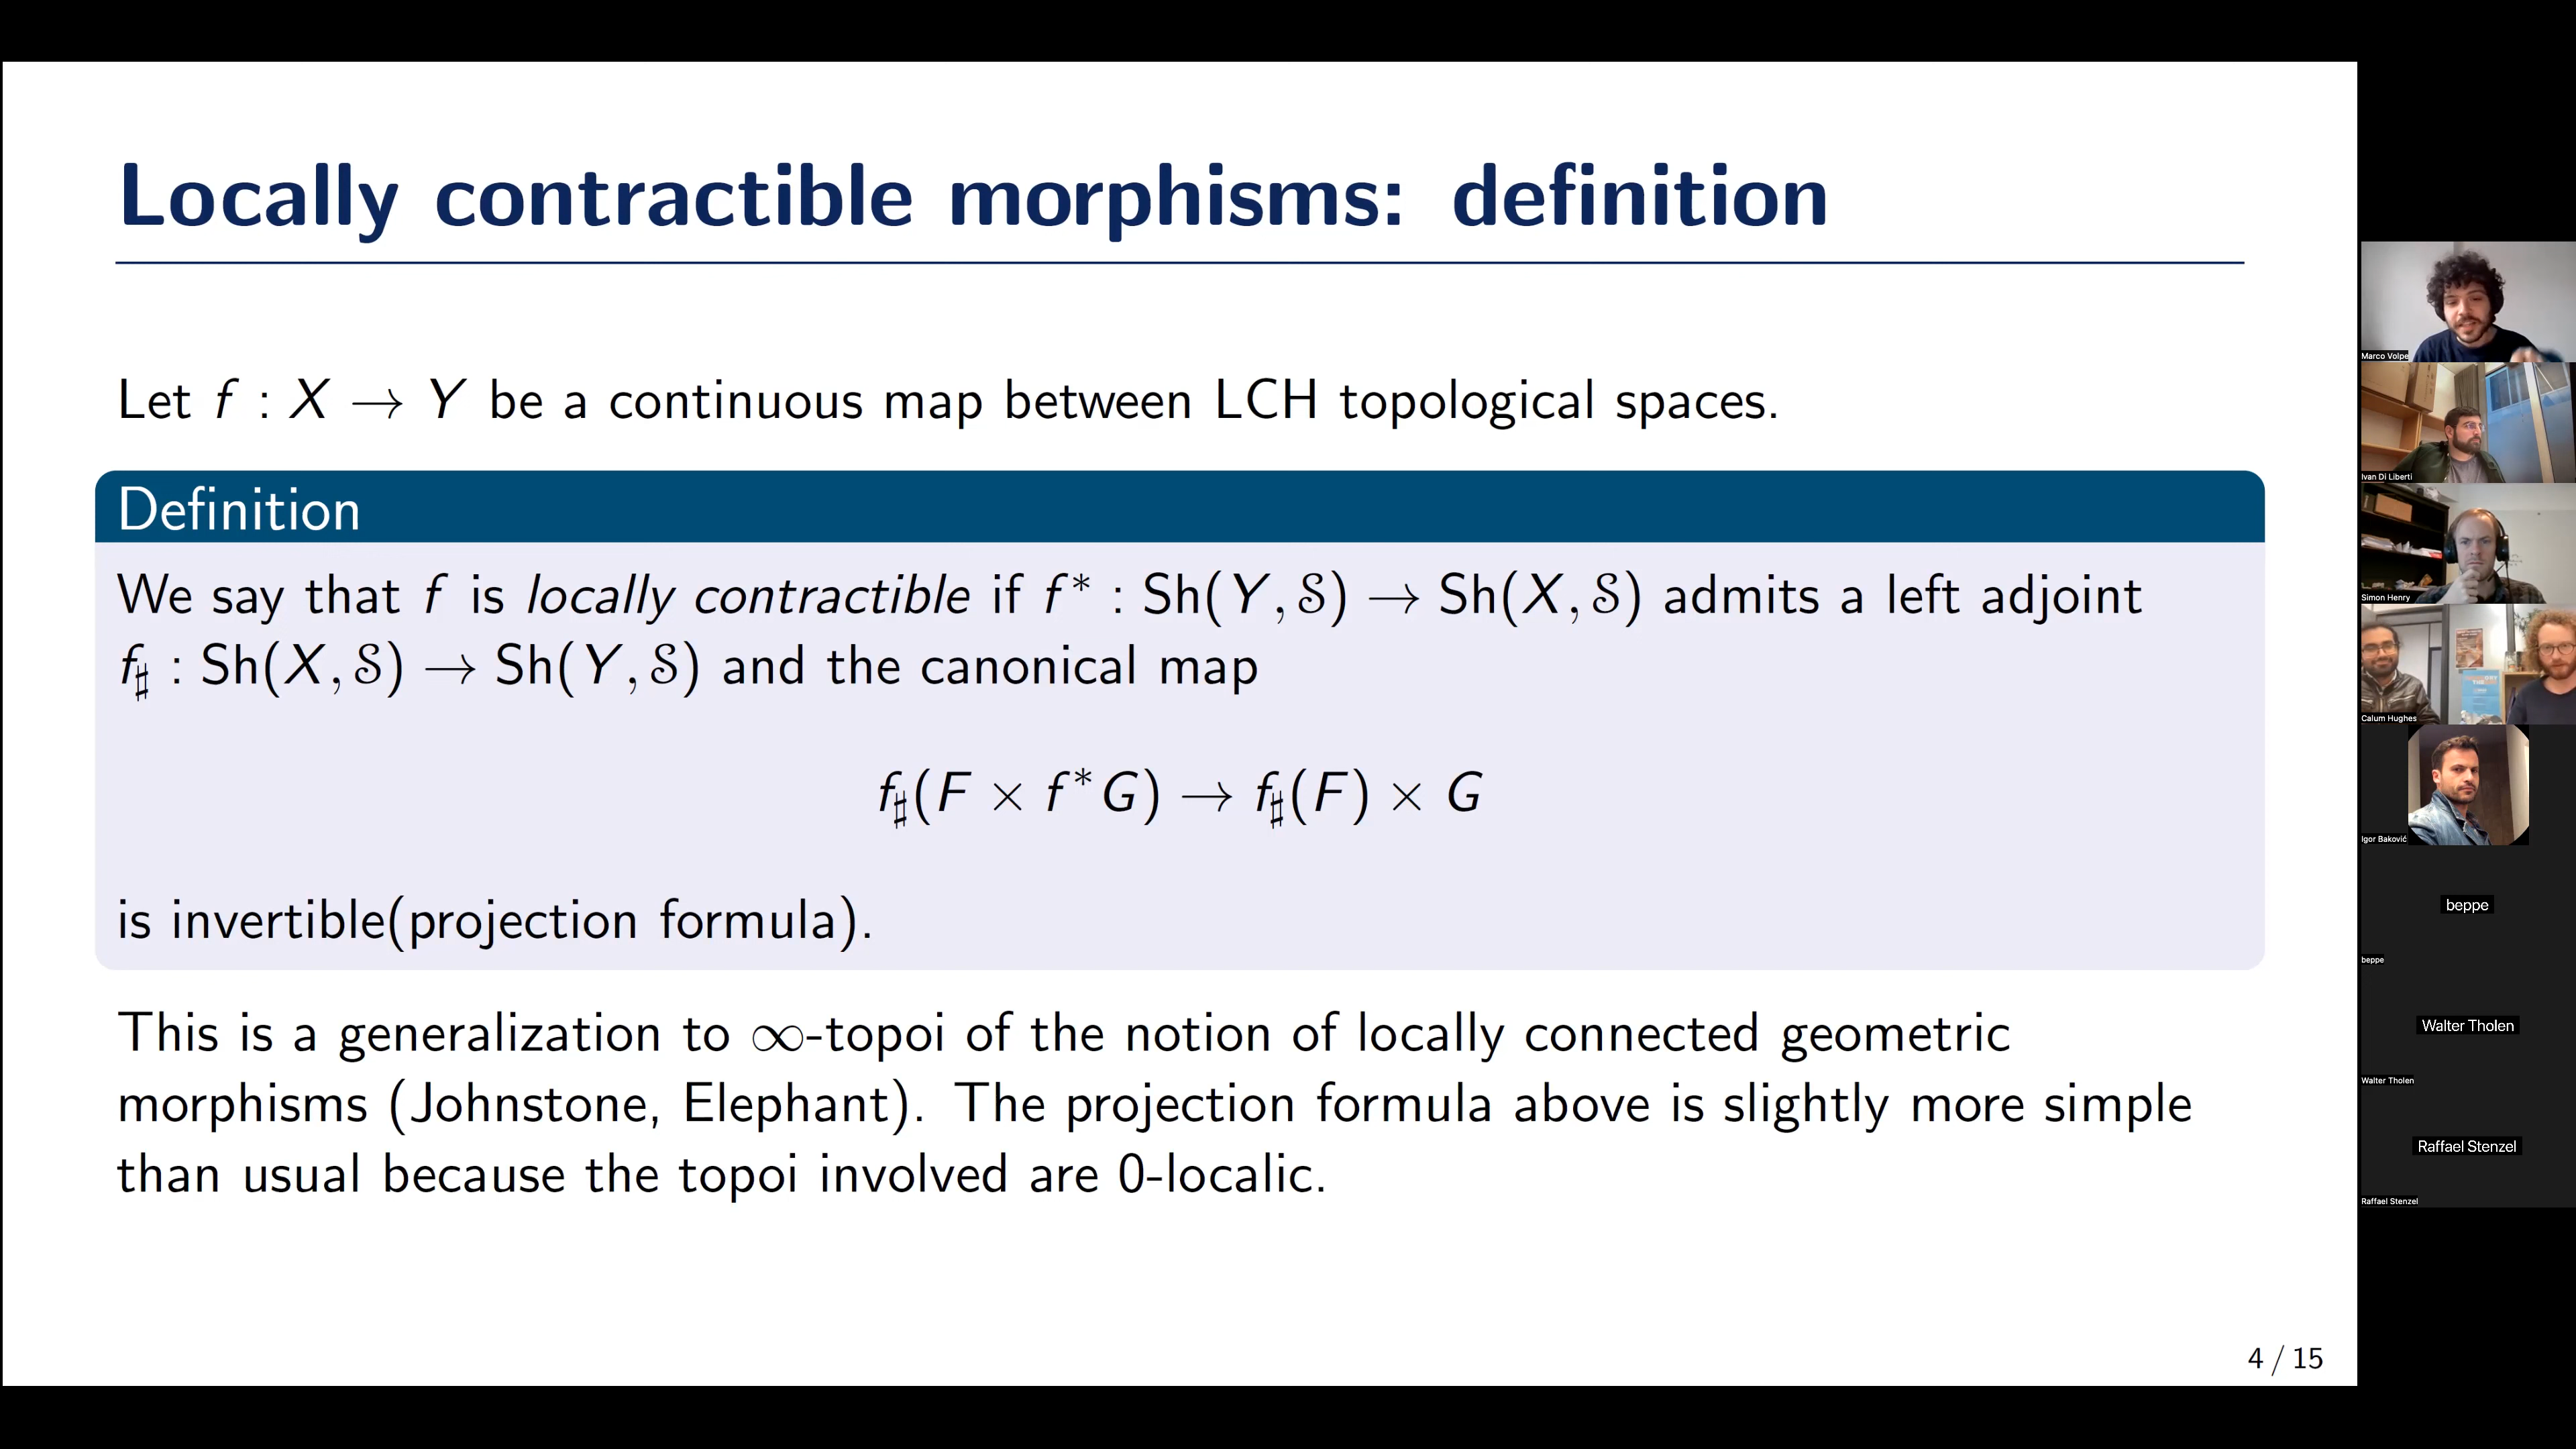 Locally contractible morphisms: definition
Let f : X → Y be a continuous map between LCH topological spaces.
Definition
We say that f is locally contractible if f* : Sh(Y, 𝒮) → Sh(X, 𝒮) admits a left adjoint
f♯ : Sh(X, 𝒮) → Sh(Y, 𝒮) and the canonical map
f♯(F × f*G) → f♯(F) × G
is invertible(projection formula).
This is a generalization to ∞-topoi of the notion of locally connected geometric
morphisms (Johnstone, Elephant). The projection formula above is slightly more simple
than usual because the topoi involved are 0-localic.
4 / 15
Marco Volpe
Ivan Di Liberti
Simon Henry
Calum Hughes
Igor Baković
beppe
beppe
Walter Tholen
Walter Tholen
Raffael Stenzel
Raffael Stenzel